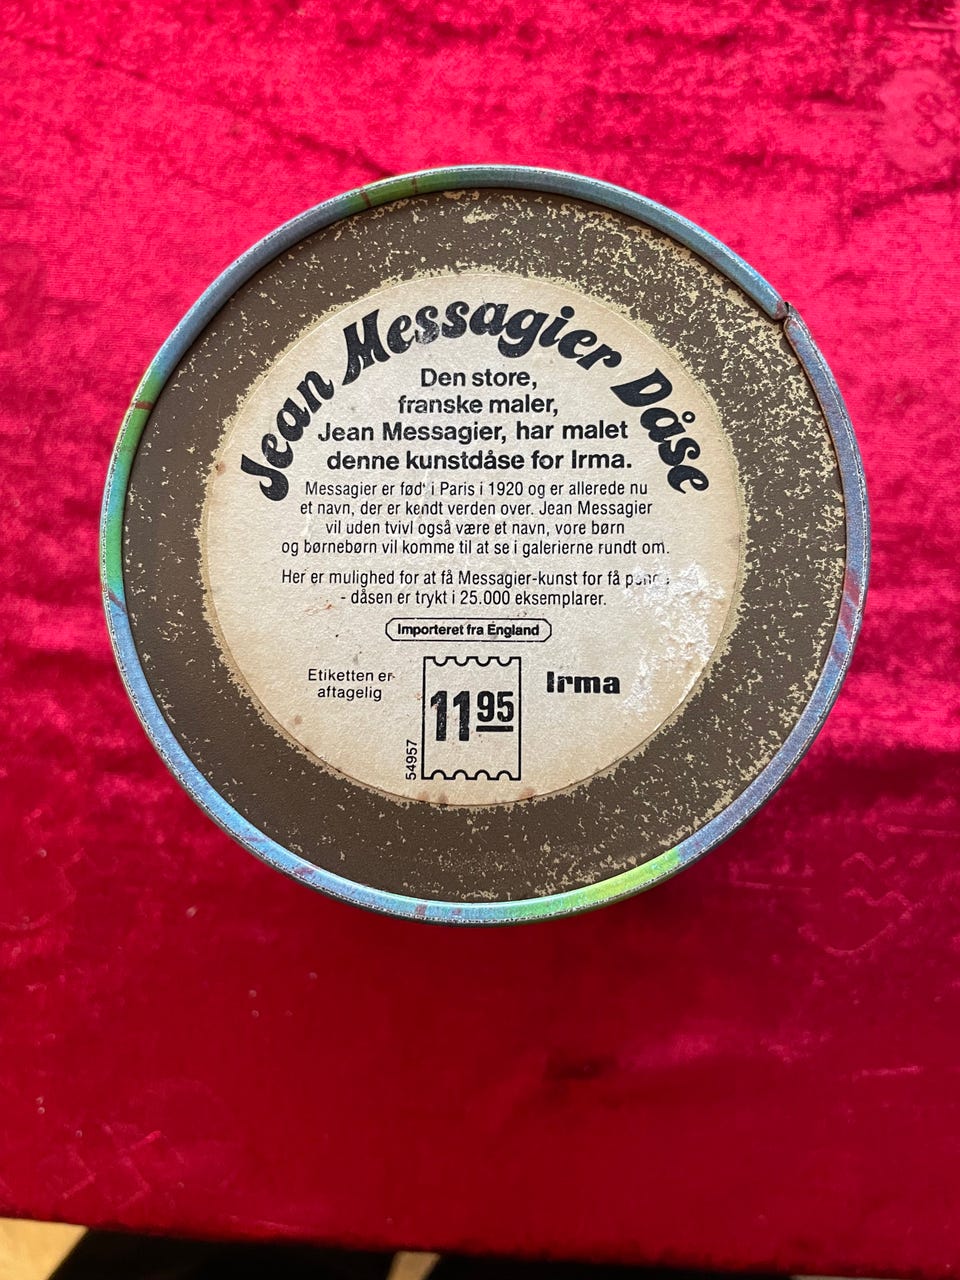 Jean Messagier Dåse
Den store,
franske maler,
Jean Messagier, har malet
denne kunstdåse for Irma.
Messagier er født i Paris i 1920 og er allerede nu
et navn, der er kendt verden over. Jean Messagier
vil uden tvivl også være et navn, vore børn
og børnebørn vil komme til at se i galerierne rundt om.
Her er mulighed for at få Messagier-kunst for få
- dåsen er trykt i 25.000 eksemplarer.
Importeret fra England
Etiketten er
aftagelig
11 95
Irma
54957